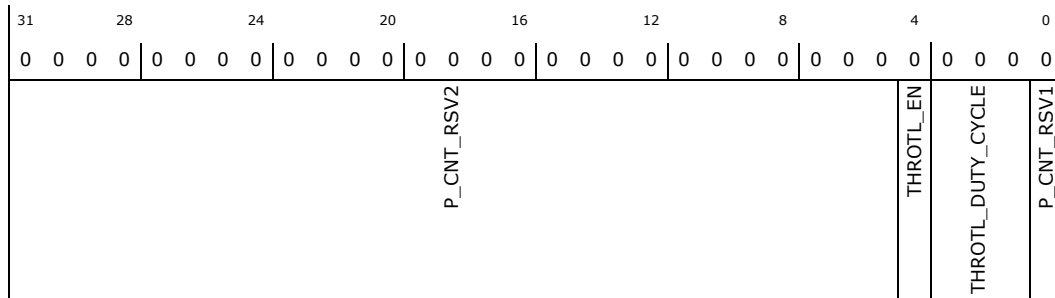 31 28 24 20 16 12 8 4 0
0 0 0 0 0 0 0 0 0 0 0 0 0 0 0 0 0 0 0 0 0 0 0 0 0 0 0 0 0 0 0 0
P_CNT_RSV2
THROTL_EN
THROTL_DUTY_CYCLE
P_CNT_RSV1